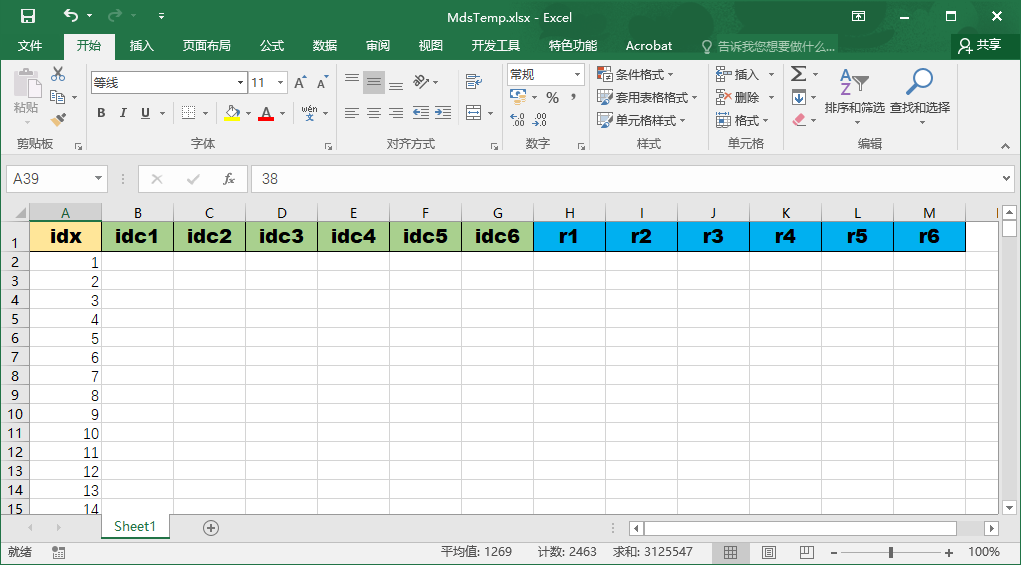 MdsTemp.xlsx - Excel
文件 开始 插入 页面布局 公式 数据 审阅 视图 开发工具 特色功能 Acrobat 告诉我您想要做什么... 共享
粘贴
等线 11 A A
B I U A wén 文
常规
% ,
.0 .00
.00 .0
条件格式
套用表格格式
单元格样式
插入
删除
格式
Σ
A Z
排序和筛选 查找和选择
剪贴板 字体 对齐方式 数字 样式 单元格 编辑
A39 fx 38
A B C D E F G H I J K L M
1 idx idc1 idc2 idc3 idc4 idc5 idc6 r1 r2 r3 r4 r5 r6
2 1
3 2
4 3
5 4
6 5
7 6
8 7
9 8
10 9
11 10
12 11
13 12
14 13
15 14
Sheet1
就绪 平均值: 1269 计数: 2463 求和: 3125547 100%